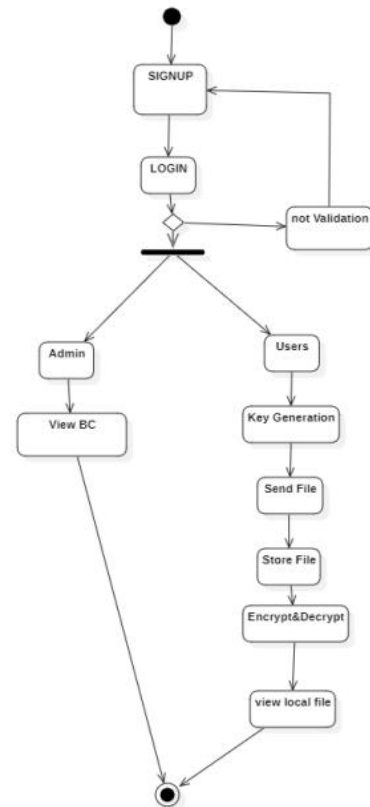 SIGNUP
LOGIN
not Validation
Admin
Users
View BC
Key Generation
Send File
Store File
Encrypt&Decrypt
view local file